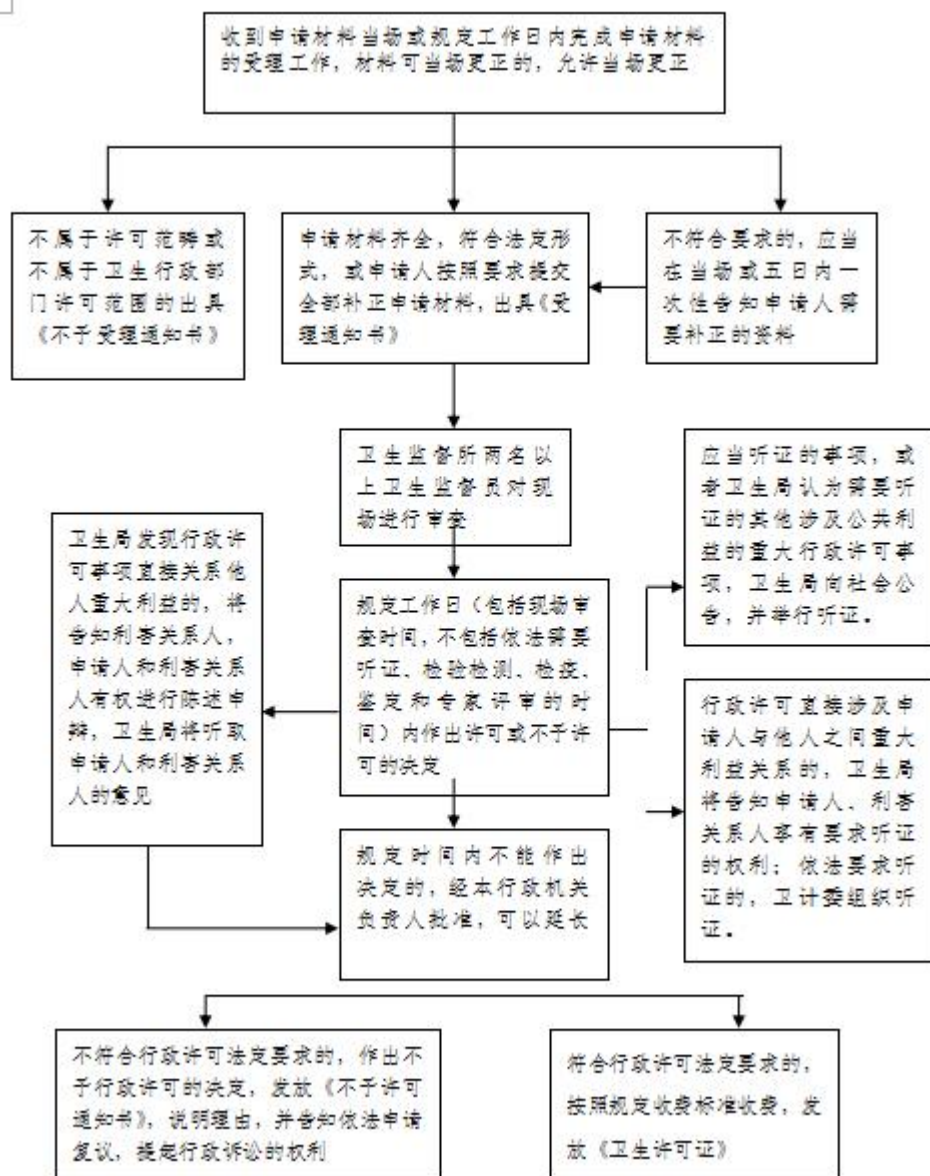 收到申请材料当场或规定工作日内完成申请材料
的受理工作，材料可当场更正的，允许当场更正
不属于许可范畴或
不属于卫生行政部
门许可范围的出具
《不予受理通知书》
申请材料齐全，符合法定形
式，或申请人按照要求提交
全部补正申请材料，出具《受
理通知书》
不符合要求的，应当
在当场或五日内一
次性告知申请人需
要补正的资料
卫生监督所两名以
上卫生监督员对现
场进行审查
应当听证的事项，或
者卫生局认为需要听
证的其他涉及公共利
益的重大行政许可事
项，卫生局向社会公
告，并举行听证。
卫生局发现行政许
可事项直接关系他
人重大利益的，将
告知利害关系人，
申请人和利害关系
人有权进行陈述申
辩，卫生局将听取
申请人和利害关系
人的意见
规定工作日（包括现场审
查时间，不包括依法需要
听证、检验检测、检疫、
鉴定和专家评审的时
间）内作出许可或不予许
可的决定
行政许可直接涉及申
请人与他人之间重大
利益关系的，卫生局
将告知申请人、利害
关系人享有要求听证
的权利；依法要求听
证的，卫计委组织听
证。
规定时间内不能作出
决定的，经本行政机关
负责人批准，可以延长
不符合行政许可法定要求的，作出不
予行政许可的决定，发放《不予许可
通知书》，说明理由，并告知依法申请
复议，提起行政诉讼的权利
符合行政许可法定要求的，
按照规定收费标准收费，发
放《卫生许可证》